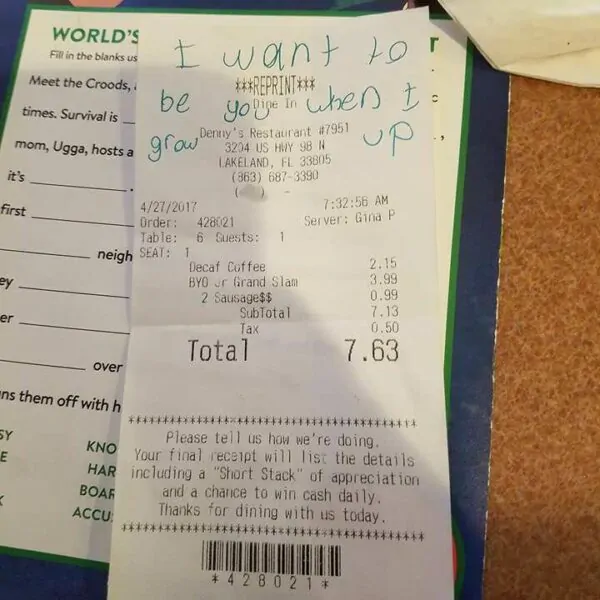 WORLD'S
Fill in the blanks us
Meet the Croods,
times. Survival is
mom, Ugga, hosts a
it's
first
neigh
ey
er
over
ns them off with h
SY
E
KNO
HAR
BOAR
ACCU
I want to
be you when I
grow up
***REPRINT***
Dine In
Denny's Restaurant #7951
3204 US HWY 98 N
LAKELAND, FL 33805
(863) 687-3390
4/27/2017 7:32:56 AM
Order: 428021 Server: Gina P
Table: 6 Guests: 1
SEAT: 1
Decaf Coffee 2.15
BYO Jr Grand Slam 3.99
2 Sausage$$ 0.99
SubTotal 7.13
Tax 0.50
Total 7.63
Please tell us how we're doing.
Your final receipt will list the details
including a "Short Stack" of appreciation
and a chance to win cash daily.
Thanks for dining with us today.
*428021*